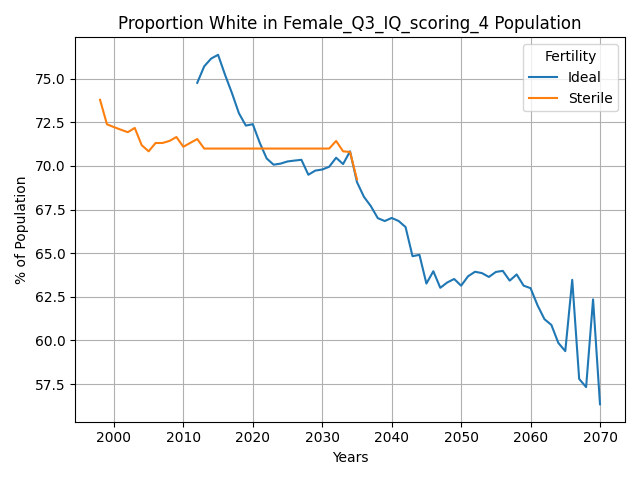 Proportion White in Female_Q3_IQ_scoring_4 Population
Fertility
Ideal
Sterile
% of Population
75.0
72.5
70.0
67.5
65.0
62.5
60.0
57.5
2000 2010 2020 2030 2040 2050 2060 2070
Years